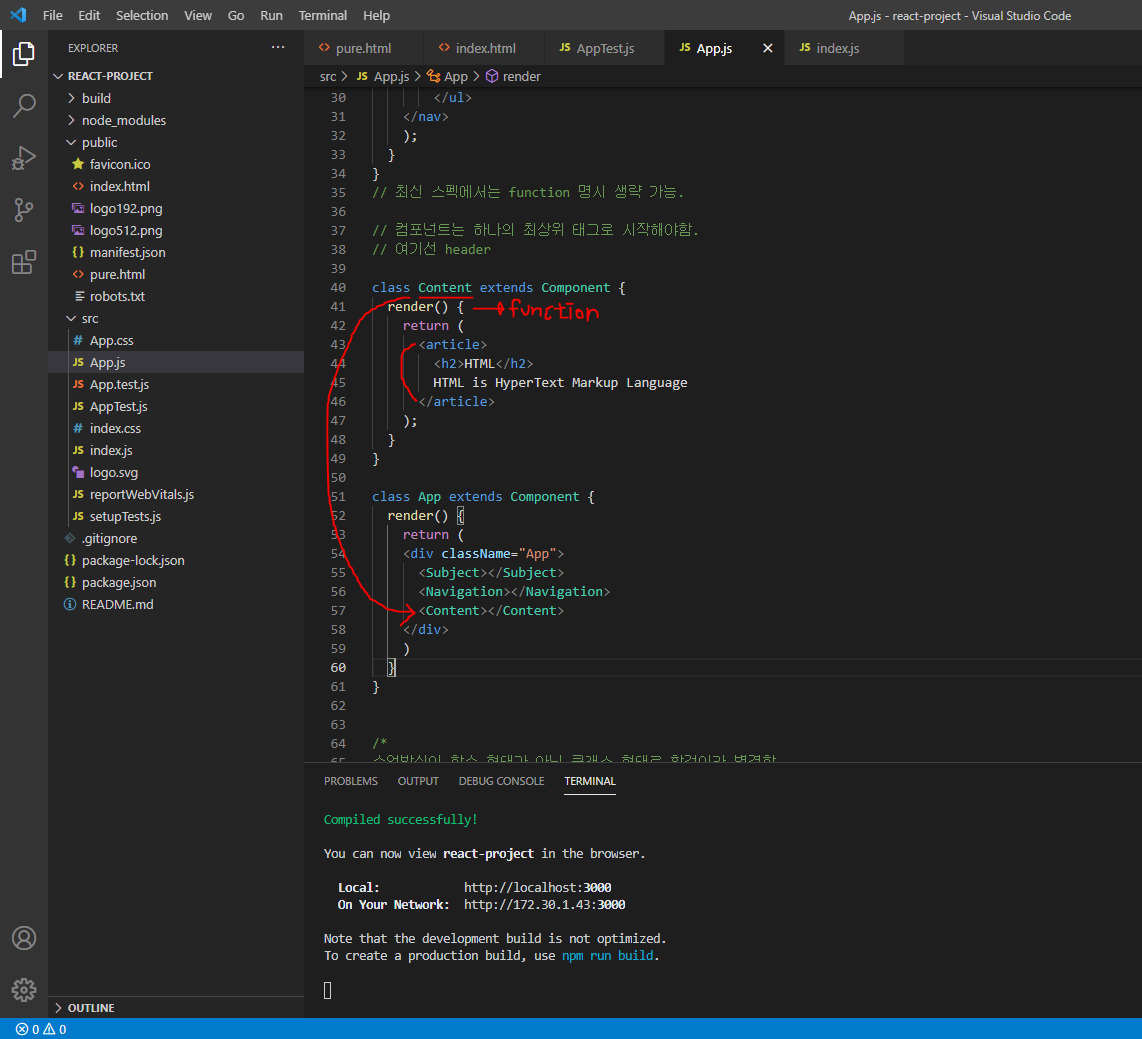 File Edit Selection View Go Run Terminal Help App.js - react-project - Visual Studio Code
EXPLORER ···
REACT-PROJECT
build
node_modules
public
favicon.ico
index.html
logo192.png
logo512.png
manifest.json
pure.html
robots.txt
src
App.css
App.js
App.test.js
AppTest.js
index.css
index.js
logo.svg
reportWebVitals.js
setupTests.js
.gitignore
package-lock.json
package.json
README.md
OUTLINE
pure.html index.html JS AppTest.js JS App.js JS index.js
src > JS App.js > App > render
30 </ul>
31 </nav>
32 );
33 }
34 }
35 // 최신 스펙에서는 function 명시 생략 가능.
36
37 // 컴포넌트는 하나의 최상위 태그로 시작해야함.
38 // 여기선 header
39
40 class Content extends Component {
41 render() { function
42 return (
43 <article>
44 <h2>HTML</h2>
45 HTML is HyperText Markup Language
46 </article>
47 );
48 }
49 }
50
51 class App extends Component {
52 render() {
53 return (
54 <div className="App">
55 <Subject></Subject>
56 <Navigation></Navigation>
57 <Content></Content>
58 </div>
59 )
60 }
61 }
62
63
64 /*
PROBLEMS OUTPUT DEBUG CONSOLE TERMINAL
Compiled successfully!
You can now view react-project in the browser.
Local: http://localhost:3000
On Your Network: http://172.30.1.43:3000
Note that the development build is not optimized.
To create a production build, use npm run build.
0 0